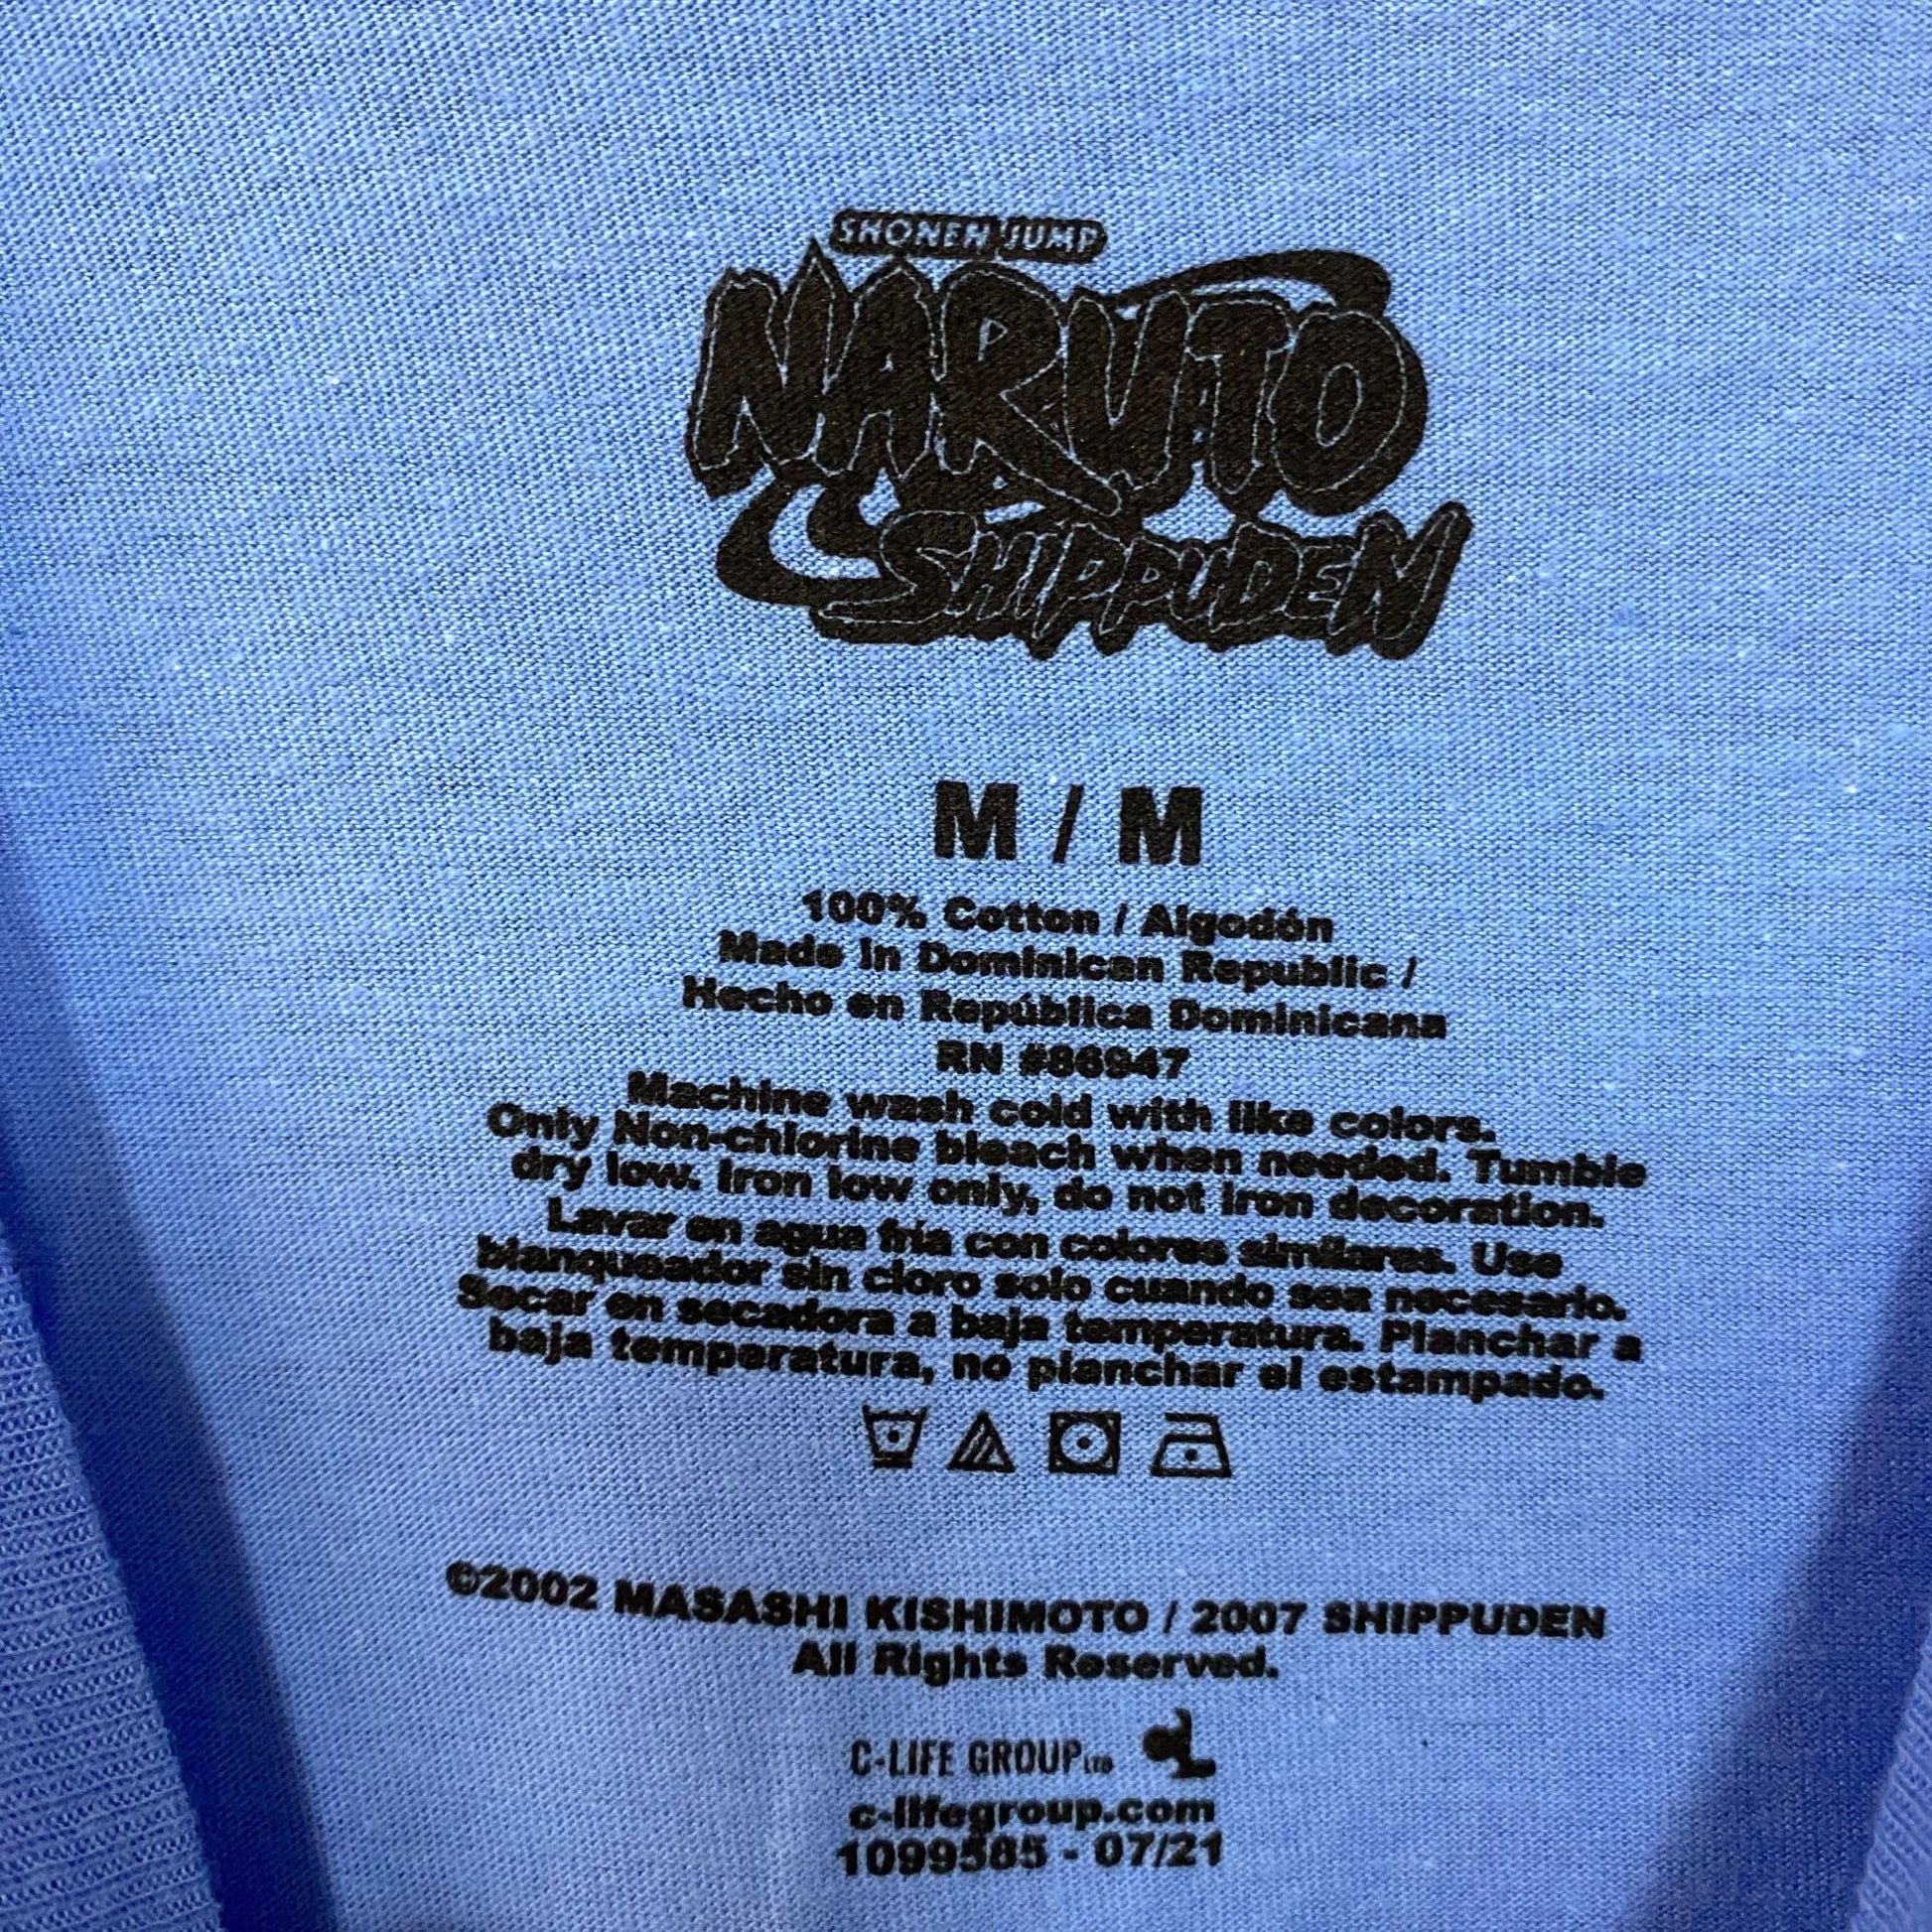 SHONEN JUMP
NARUTO
SHIPPUDEN
M / M
100% Cotton / Algodón
Made in Dominican Republic /
Hecho en República Dominicana
RN #86947
Machine wash cold with like colors.
Only Non-chlorine bleach when needed. Tumble
dry low. Iron low only, do not iron decoration.
Lavar en agua fría con colores similares. Use
blanqueador sin cloro solo cuando sea necesario.
Secar en secadora a baja temperatura. Planchar a
baja temperatura, no planchar el estampado.
©2002 MASASHI KISHIMOTO / 2007 SHIPPUDEN
All Rights Reserved.
C-LIFE GROUP LTD
c-lifegroup.com
1099585 - 07/21